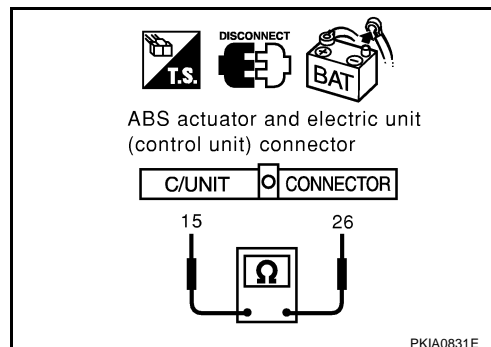 T.S.
DISCONNECT
BAT
ABS actuator and electric unit
(control unit) connector
C/UNIT CONNECTOR
15 26
Ω
PKIA0831E